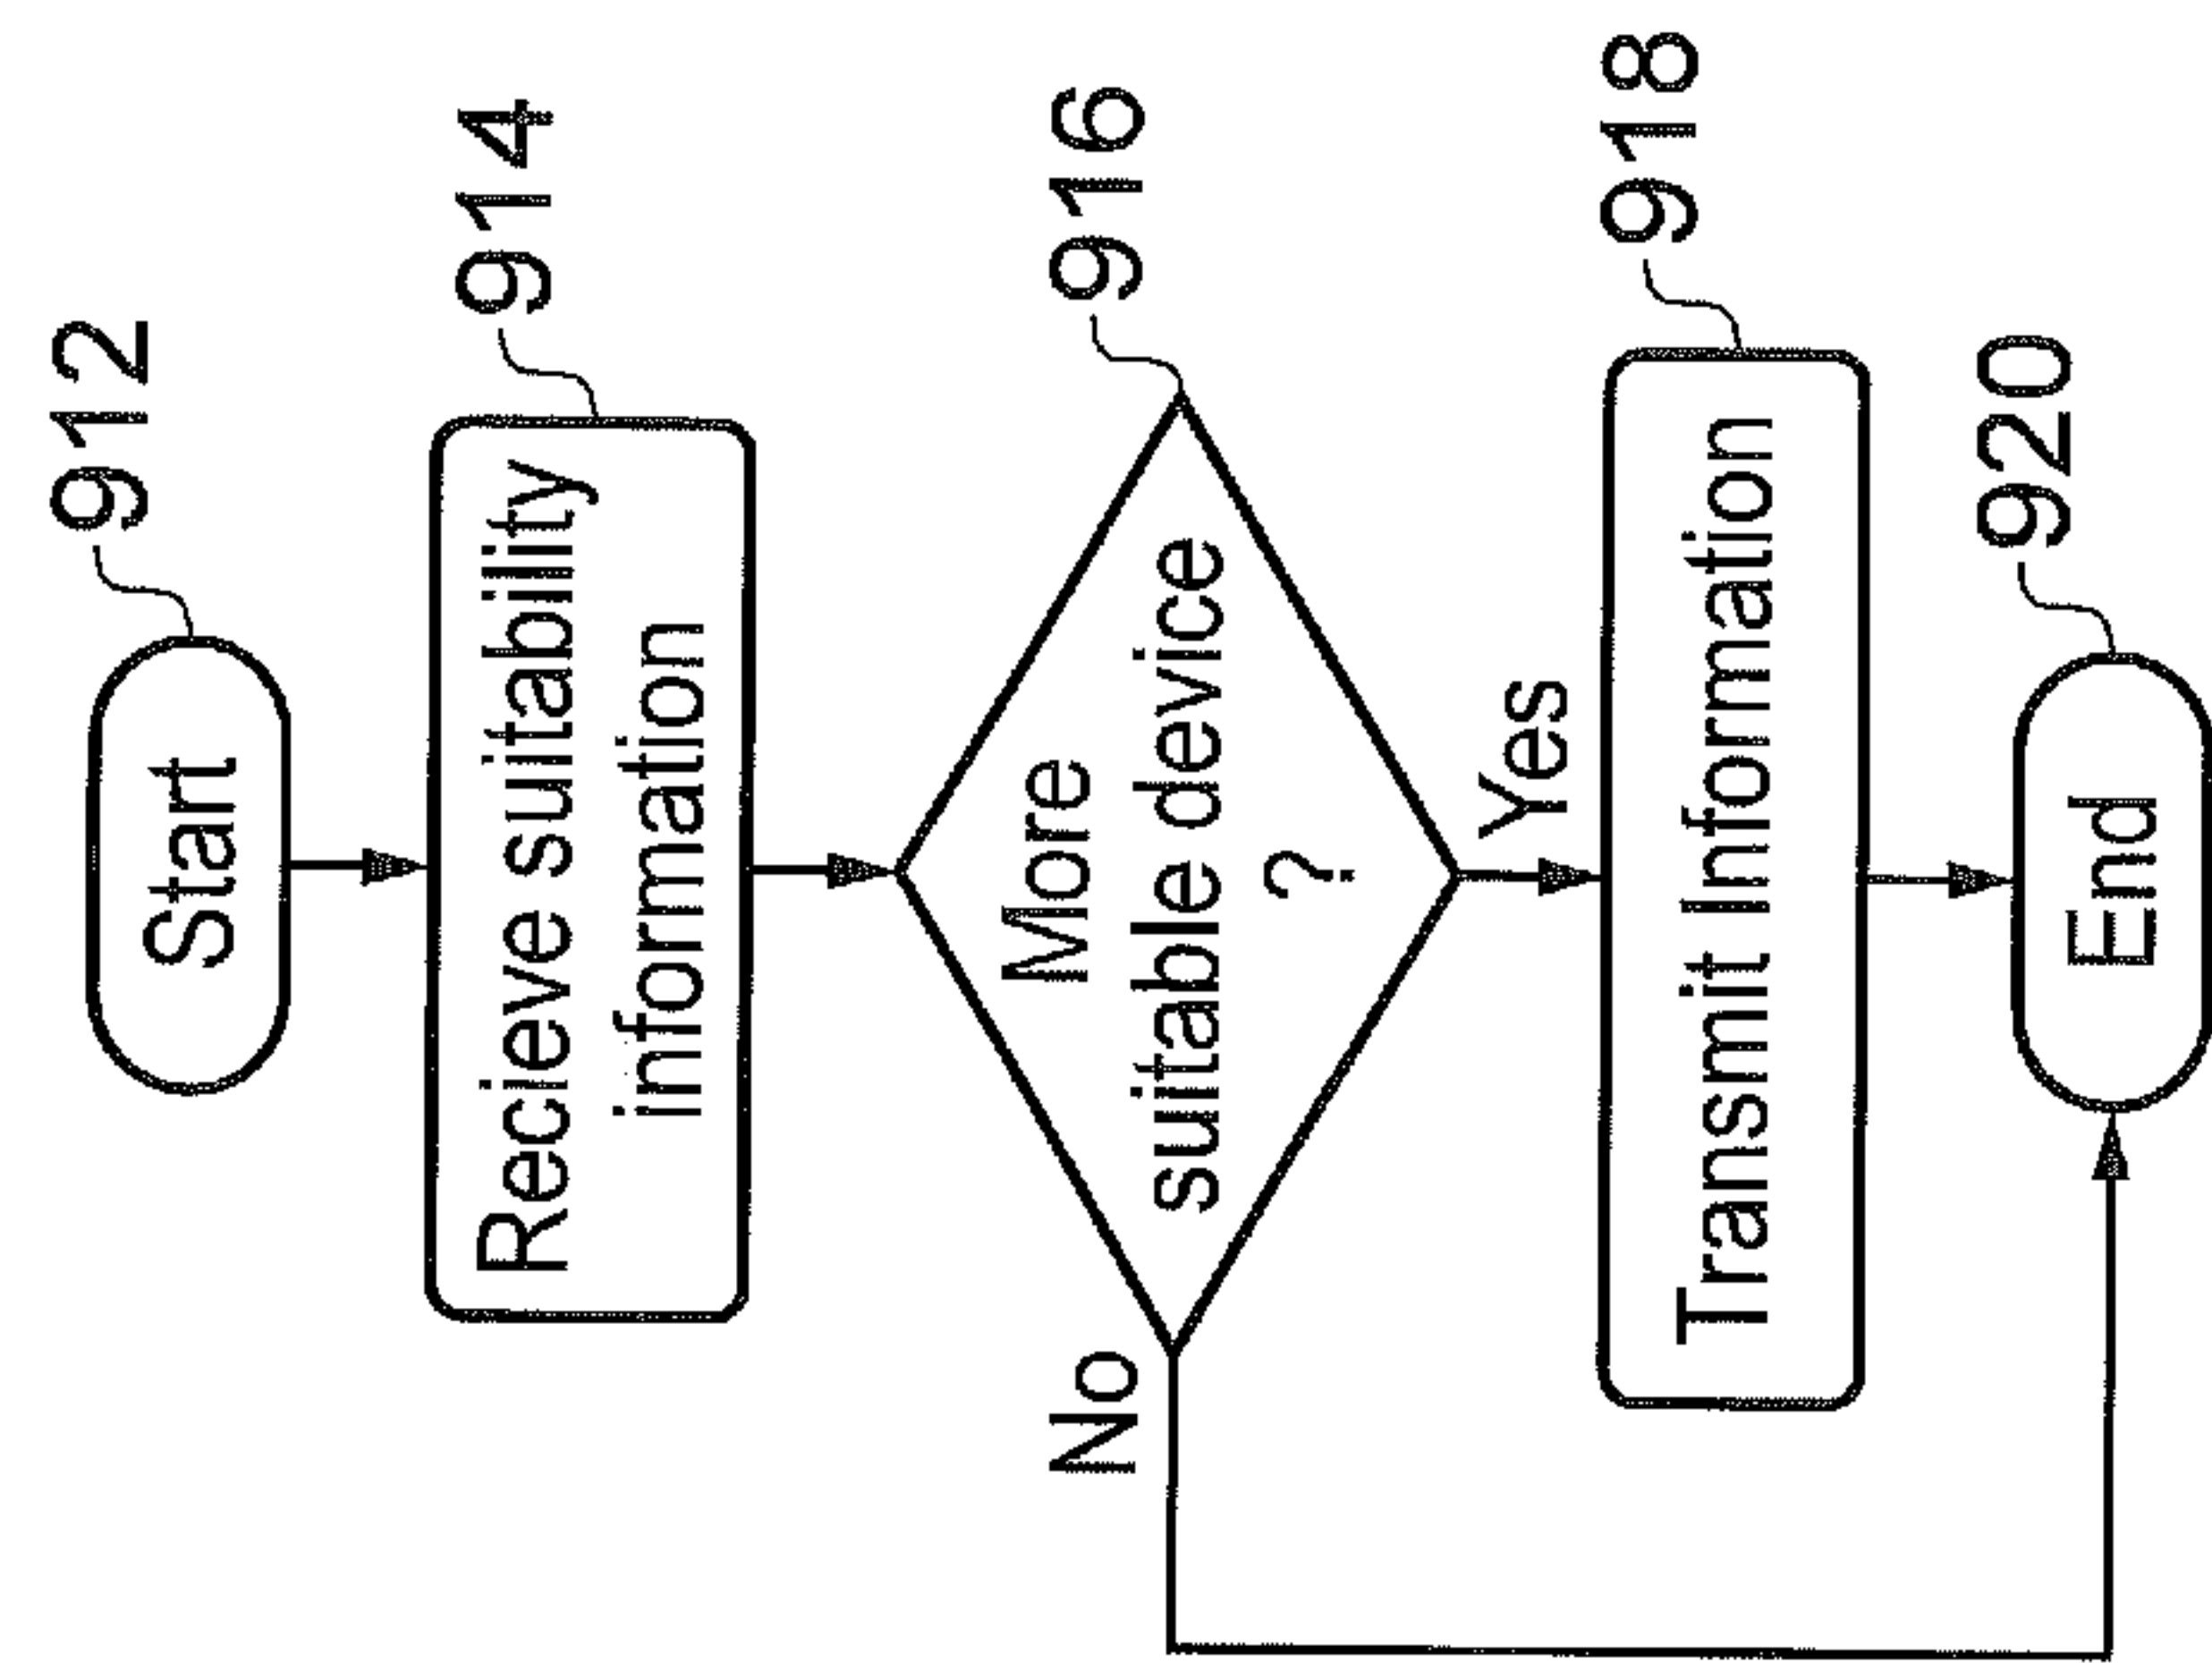 912
Start
914
Recieve suitability
information
916
More
suitable device
?
No
Yes
918
Transmit Information
920
End